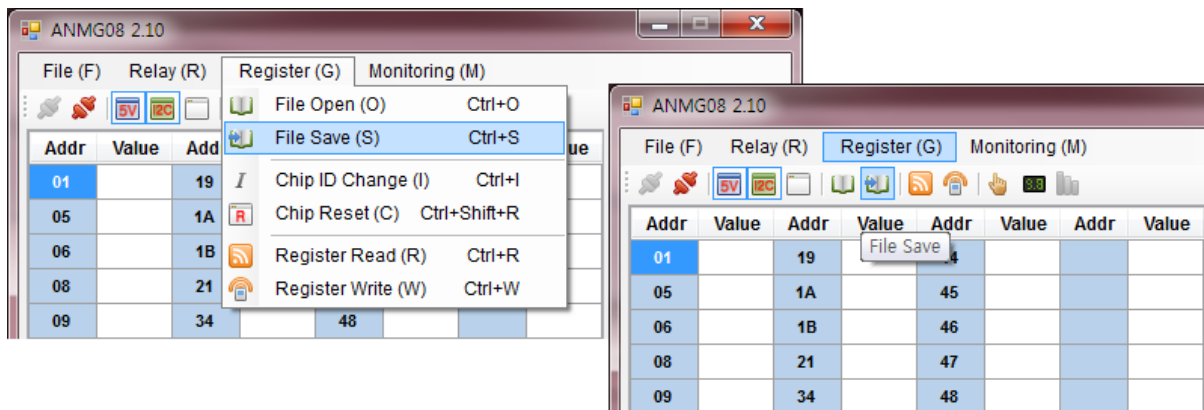 ANMG08 2.10
File (F) Relay (R) Register (G) Monitoring (M)
5V I2C
File Open (O) Ctrl+O
File Save (S) Ctrl+S
Chip ID Change (I) Ctrl+I
R Chip Reset (C) Ctrl+Shift+R
Register Read (R) Ctrl+R
Register Write (W) Ctrl+W
Addr Value Add ue
01 19
05 1A
06 1B
08 21
09 34 48
ANMG08 2.10
File (F) Relay (R) Register (G) Monitoring (M)
5V I2C
File Save
Addr Value Addr Value Addr Value Addr Value
01 19 4
05 1A 45
06 1B 46
08 21 47
09 34 48